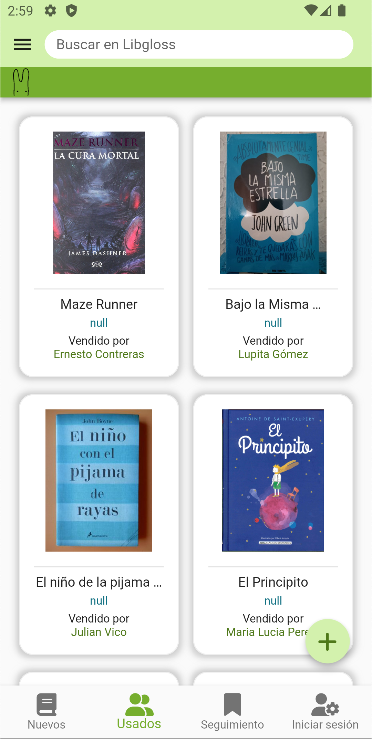 2:59
Buscar en Libgloss
MAZE RUNNER
LA CURA MORTAL
JAMES DASHNER
Maze Runner
null
Vendido por
Ernesto Contreras
BAJO
LA MISMA
ESTRELLA
JOHN GREEN
Bajo la Misma ...
null
Vendido por
Lupita Gómez
John Boyne
El niño
con el
pijama
de
rayas
El niño de la pijama ...
null
Vendido por
Julian Vico
ANTOINE DE SAINT-EXUPÉRY
El
Principito
El Principito
null
Vendido por
Maria Lucia Pere
Nuevos
Usados
Seguimiento
Iniciar sesión